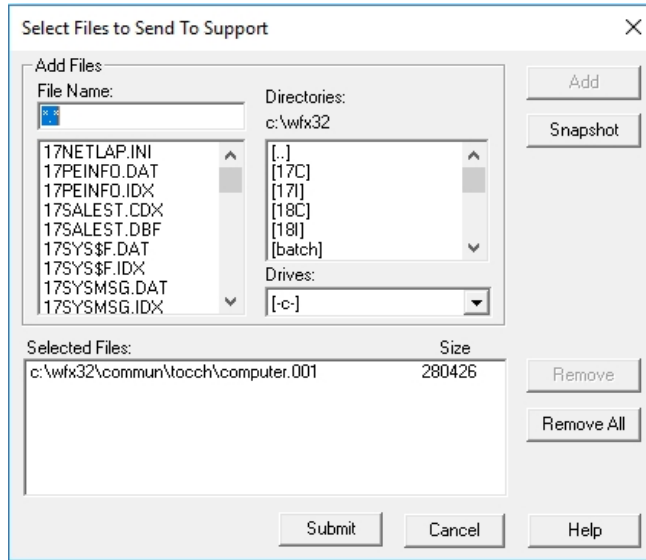 Select Files to Send To Support
Add Files
File Name:
*.*
17NETLAP.INI
17PEINFO.DAT
17PEINFO.IDX
17SALEST.CDX
17SALEST.DBF
17SYS$F.DAT
17SYS$F.IDX
17SYSMSG.DAT
17SYSMSG.IDX
Directories:
c:\wfx32
[..]
[17C]
[17I]
[18C]
[18I]
[batch]
Drives:
[-c-]
Add
Snapshot
Selected Files: Size
c:\wfx32\commun\tocch\computer.001 280426
Remove
Remove All
Submit Cancel Help